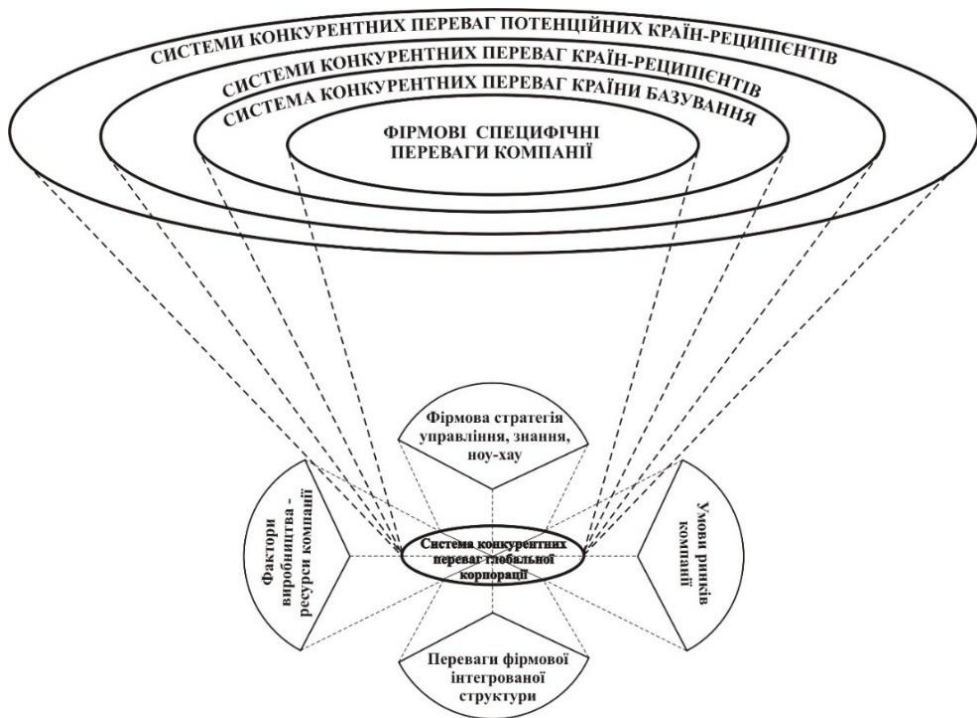 СИСТЕМИ КОНКУРЕНТНИХ ПЕРЕВАГ ПОТЕНЦІЙНИХ КРАЇН-РЕЦИПІЄНТІВ
СИСТЕМИ КОНКУРЕНТНИХ ПЕРЕВАГ КРАЇН-РЕЦИПІЄНТІВ
СИСТЕМА КОНКУРЕНТНИХ ПЕРЕВАГ КРАЇНИ БАЗУВАННЯ
ФІРМОВІ СПЕЦИФІЧНІ
ПЕРЕВАГИ КОМПАНІЇ
Фірмова стратегія
управління, знання,
ноу-хау
Фактори
виробництва -
ресурси компанії
Система конкурентних
переваг глобальної
корпорації
Умови ринків
компанії
Переваги фірмової
інтегрованої
структури